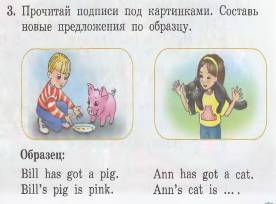 3. Прочитай подписи под картинками. Составь
новые предложения по образцу.
Образец:
Bill has got a pig.
Ann has got a cat.
Bill's pig is pink.
Ann's cat is ... .